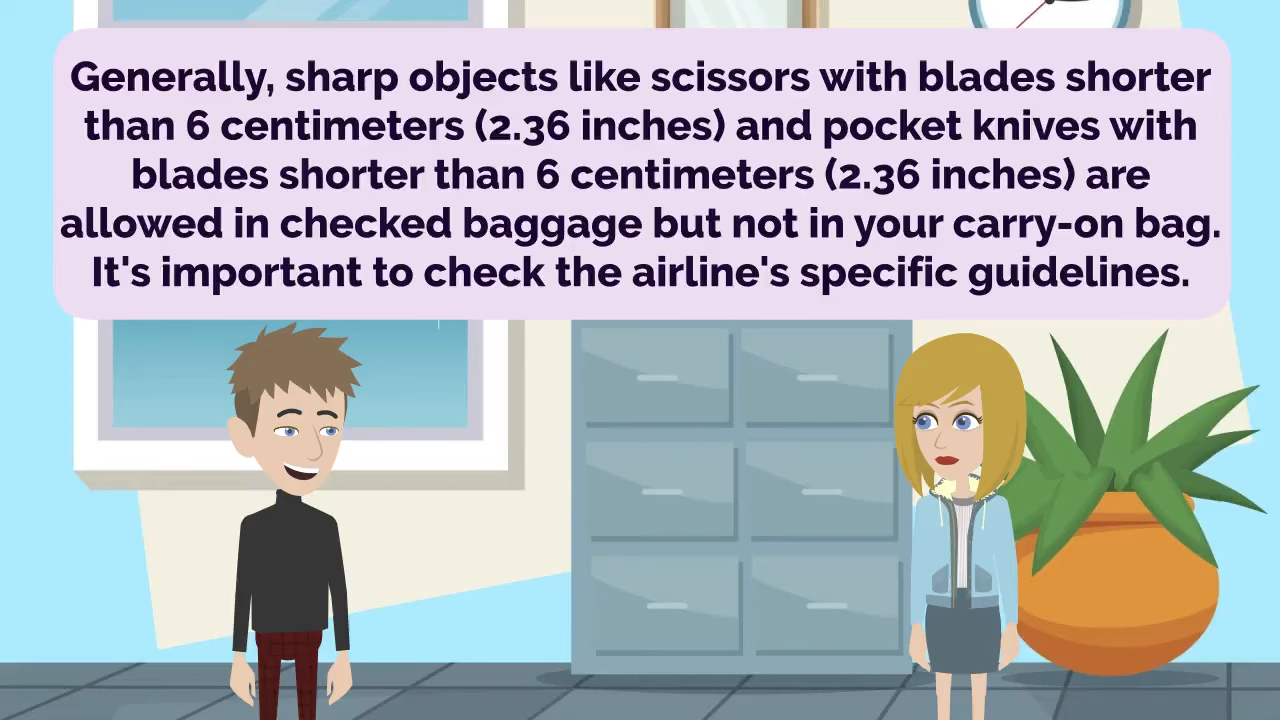 Generally, sharp objects like scissors with blades shorter
than 6 centimeters (2.36 inches) and pocket knives with
blades shorter than 6 centimeters (2.36 inches) are
allowed in checked baggage but not in your carry-on bag.
It's important to check the airline's specific guidelines.